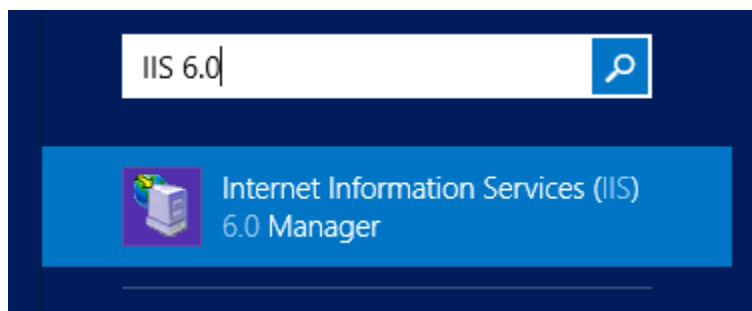 IIS 6.0
Internet Information Services (IIS)
6.0 Manager